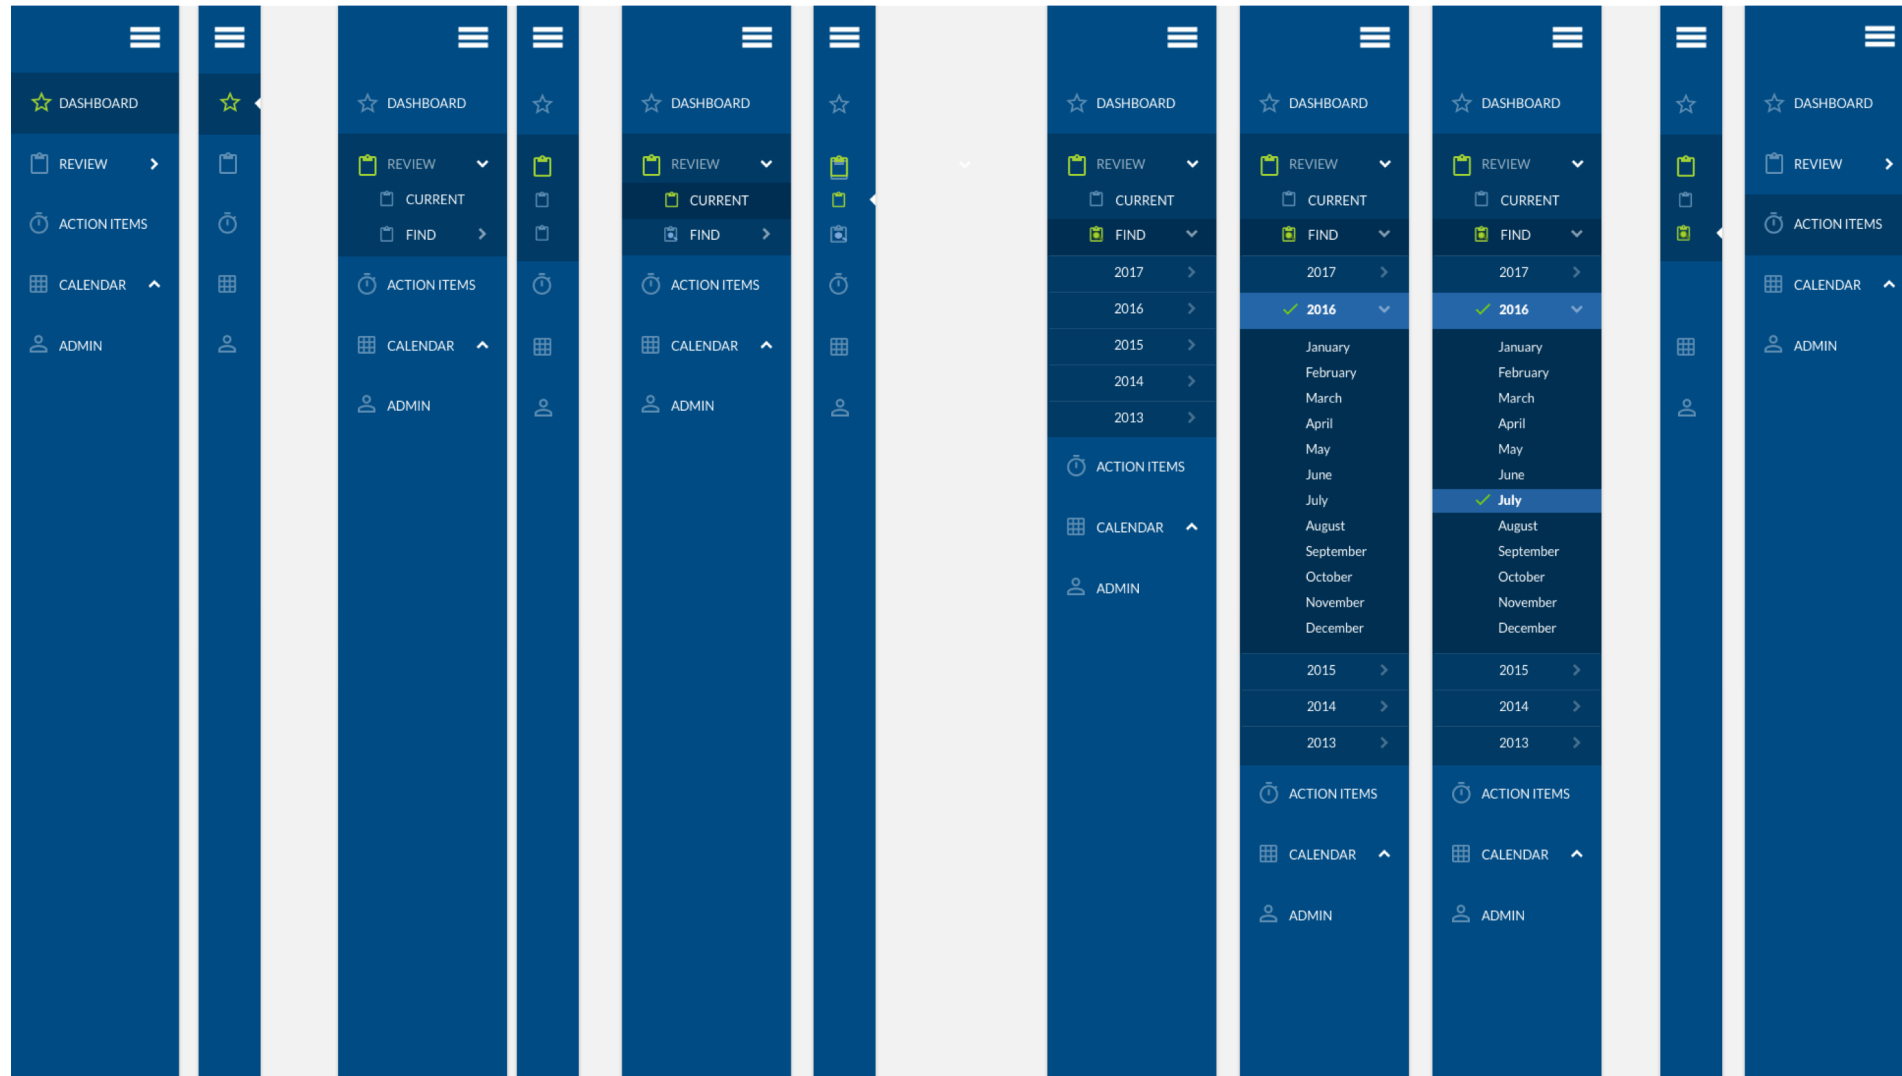 DASHBOARD
REVIEW
ACTION ITEMS
CALENDAR
ADMIN
DASHBOARD
REVIEW
CURRENT
FIND
ACTION ITEMS
CALENDAR
ADMIN
DASHBOARD
REVIEW
CURRENT
FIND
ACTION ITEMS
CALENDAR
ADMIN
DASHBOARD
REVIEW
CURRENT
FIND
2017
2016
2015
2014
2013
ACTION ITEMS
CALENDAR
ADMIN
DASHBOARD
REVIEW
CURRENT
FIND
2017
2016
January
February
March
April
May
June
July
August
September
October
November
December
2015
2014
2013
ACTION ITEMS
CALENDAR
ADMIN
DASHBOARD
REVIEW
CURRENT
FIND
2017
2016
January
February
March
April
May
June
July
August
September
October
November
December
2015
2014
2013
ACTION ITEMS
CALENDAR
ADMIN
DASHBOARD
REVIEW
ACTION ITEMS
CALENDAR
ADMIN